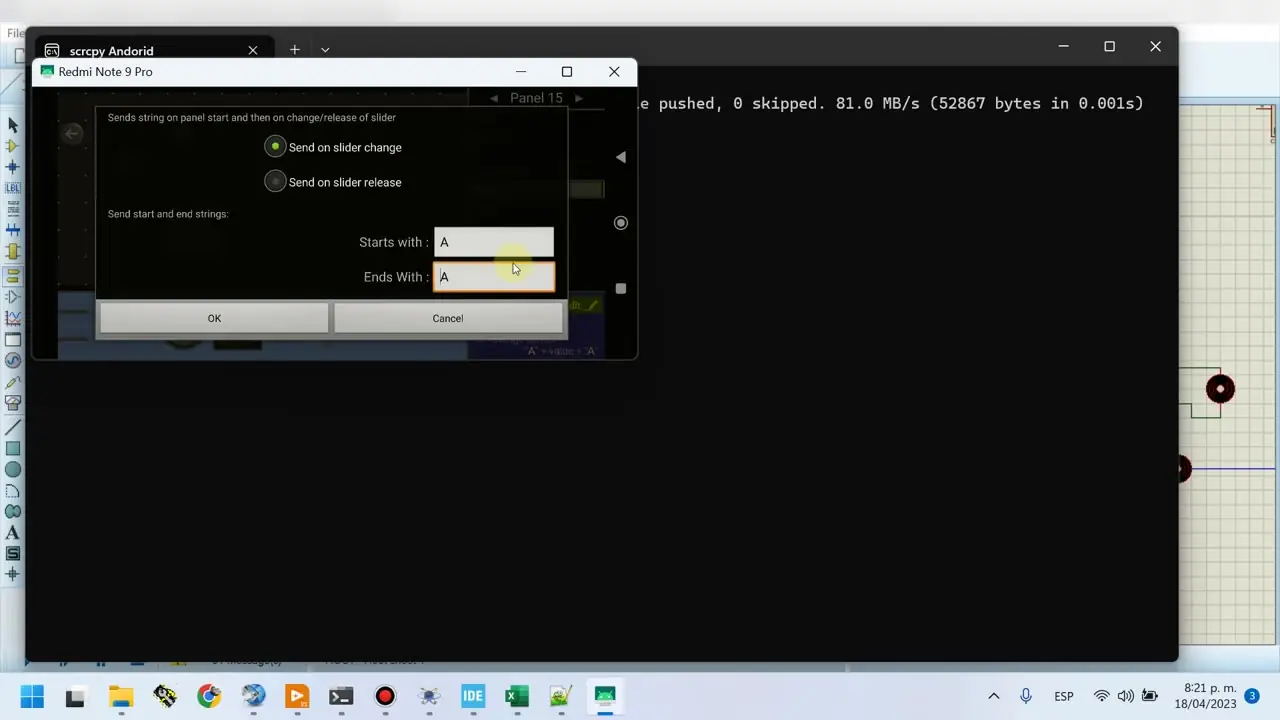 File
scrcpy Andorid
Redmi Note 9 Pro
le pushed, 0 skipped. 81.0 MB/s (52867 bytes in 0.001s)
Panel 15
Sends string on panel start and then on change/release of slider
Send on slider change
Send on slider release
Send start and end strings:
Starts with : A
Ends With : A
OK
Cancel
"A" + value + "A"
LBL
A
S
IDE
ESP
8:21 p. m.
18/04/2023
3